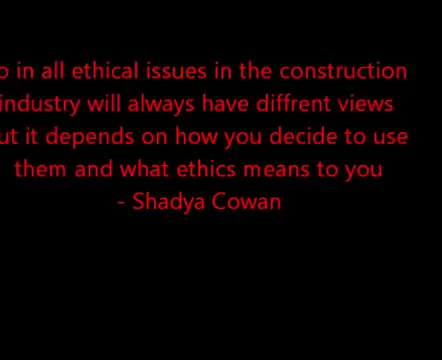 in all ethical issues in the construction
industry will always have diffrent views
it depends on how you decide to use
them and what ethics means to you
- Shadya Cowan